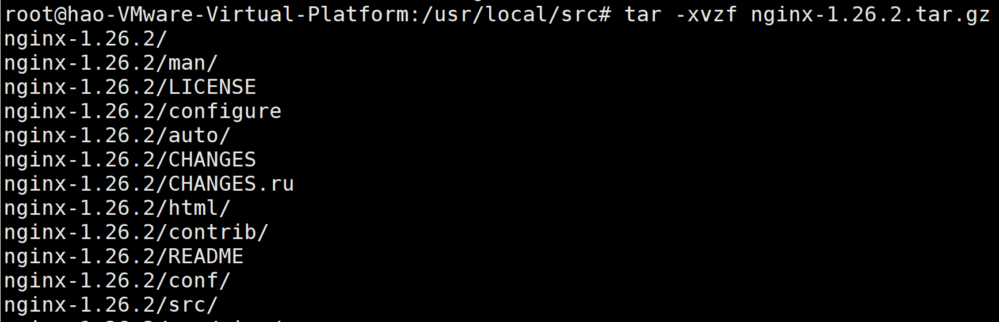 root@hao-VMware-Virtual-Platform:/usr/local/src# tar -xvzf nginx-1.26.2.tar.gz
nginx-1.26.2/
nginx-1.26.2/man/
nginx-1.26.2/LICENSE
nginx-1.26.2/configure
nginx-1.26.2/auto/
nginx-1.26.2/CHANGES
nginx-1.26.2/CHANGES.ru
nginx-1.26.2/html/
nginx-1.26.2/contrib/
nginx-1.26.2/README
nginx-1.26.2/conf/
nginx-1.26.2/src/